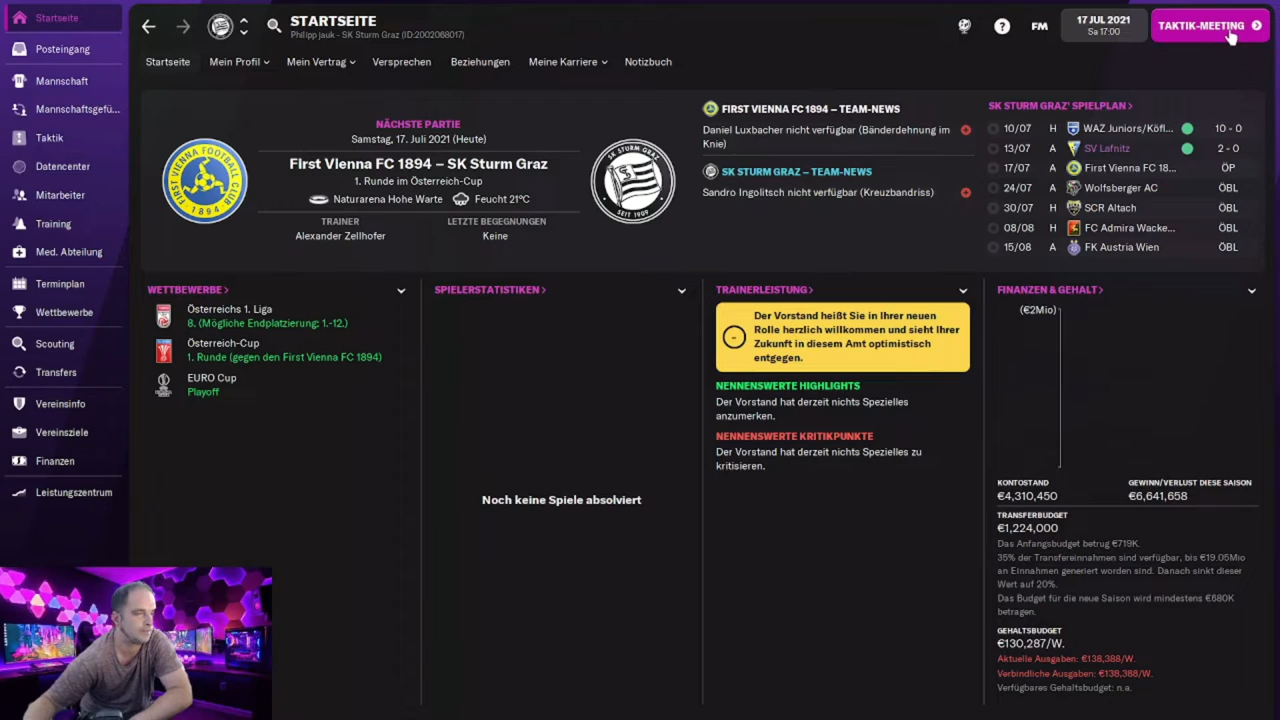 Startseite
Posteingang
Mannschaft
Mannschaftsgefü...
Taktik
Datencenter
Mitarbeiter
Training
Med. Abteilung
Terminplan
Wettbewerbe
Scouting
Transfers
Vereinsinfo
Vereinsziele
Finanzen
Leistungszentrum
STARTSEITE
Philipp jauk - SK Sturm Graz (ID:2002068017)
?
FM
17 JUL 2021
Sa 17:00
TAKTIK-MEETING
Startseite Mein Profil Mein Vertrag Versprechen Beziehungen Meine Karriere Notizbuch
FIRST VIENNA FOOTBALL CLUB 1894
NÄCHSTE PARTIE
Samstag, 17. Juli 2021 (Heute)
First Vienna FC 1894 – SK Sturm Graz
1. Runde im Österreich-Cup
Naturarena Hohe Warte Feucht 21°C
TRAINER
Alexander Zellhofer
LETZTE BEGEGNUNGEN
Keine
SK STURM GRAZ
SEIT 1909
FIRST VIENNA FC 1894 – TEAM-NEWS
Daniel Luxbacher nicht verfügbar (Bänderdehnung im
Knie)
SK STURM GRAZ – TEAM-NEWS
Sandro Ingolitsch nicht verfügbar (Kreuzbandriss)
SK STURM GRAZ' SPIELPLAN
10/07 H WAZ Juniors/Köfl... 10 - 0
13/07 A SV Lafnitz 2 - 0
17/07 A First Vienna FC 18... ÖP
24/07 A Wolfsberger AC ÖBL
30/07 H SCR Altach ÖBL
08/08 H FC Admira Wacke... ÖBL
15/08 A FK Austria Wien ÖBL
WETTBEWERBE
Österreichs 1. Liga
8. (Mögliche Endplatzierung: 1.-12.)
Österreich-Cup
1. Runde (gegen den First Vienna FC 1894)
EURO Cup
Playoff
SPIELERSTATISTIKEN
Noch keine Spiele absolviert
TRAINERLEISTUNG
Der Vorstand heißt Sie in Ihrer neuen
Rolle herzlich willkommen und sieht Ihrer
Zukunft in diesem Amt optimistisch
entgegen.
NENNENSWERTE HIGHLIGHTS
Der Vorstand hat derzeit nichts Spezielles
anzumerken.
NENNENSWERTE KRITIKPUNKTE
Der Vorstand hat derzeit nichts Spezielles zu
kritisieren.
FINANZEN & GEHALT
(€2Mio)
KONTOSTAND
€4,310,450
GEWINN/VERLUST DIESE SAISON
€6,641,658
TRANSFERBUDGET
€1,224,000
Das Anfangsbudget betrug €719K.
35% der Transfereinnahmen sind verfügbar, bis €19.05Mio
an Einnahmen generiert worden sind. Danach sinkt dieser
Wert auf 20%.
Das Budget für die neue Saison wird mindestens €680K
betragen.
GEHALTSBUDGET
€130,287/W.
Aktuelle Ausgaben: €138,388/W.
Verbindliche Ausgaben: €138,388/W.
Verfügbares Gehaltsbudget: n.a.